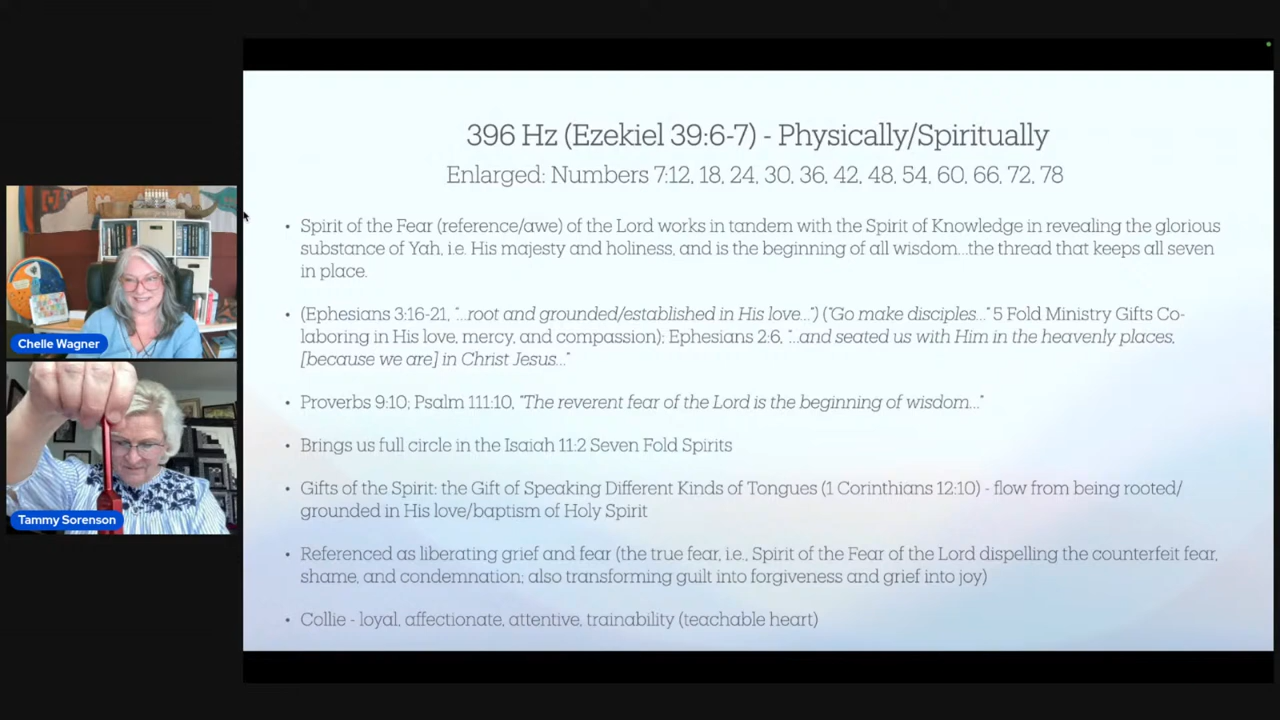 396 Hz (Ezekiel 39:6-7) - Physically/Spiritually
Enlarged: Numbers 7:12, 18, 24, 30, 36, 42, 48, 54, 60, 66, 72, 78
• Spirit of the Fear (reference/awe) of the Lord works in tandem with the Spirit of Knowledge in revealing the glorious
substance of Yah, i.e. His majesty and holiness, and is the beginning of all wisdom...the thread that keeps all seven
in place.
• (Ephesians 3:16-21, "...root and grounded/established in His love...") ("Go make disciples..." 5 Fold Ministry Gifts Co-
laboring in His love, mercy, and compassion); Ephesians 2:6, "...and seated us with Him in the heavenly places,
[because we are] in Christ Jesus..."
• Proverbs 9:10; Psalm 111:10, "The reverent fear of the Lord is the beginning of wisdom..."
• Brings us full circle in the Isaiah 11:2 Seven Fold Spirits
• Gifts of the Spirit: the Gift of Speaking Different Kinds of Tongues (1 Corinthians 12:10) - flow from being rooted/
grounded in His love/baptism of Holy Spirit
• Referenced as liberating grief and fear (the true fear, i.e., Spirit of the Fear of the Lord dispelling the counterfeit fear,
shame, and condemnation; also transforming guilt into forgiveness and grief into joy)
• Collie - loyal, affectionate, attentive, trainability (teachable heart)
Chelle Wagner
Tammy Sorenson